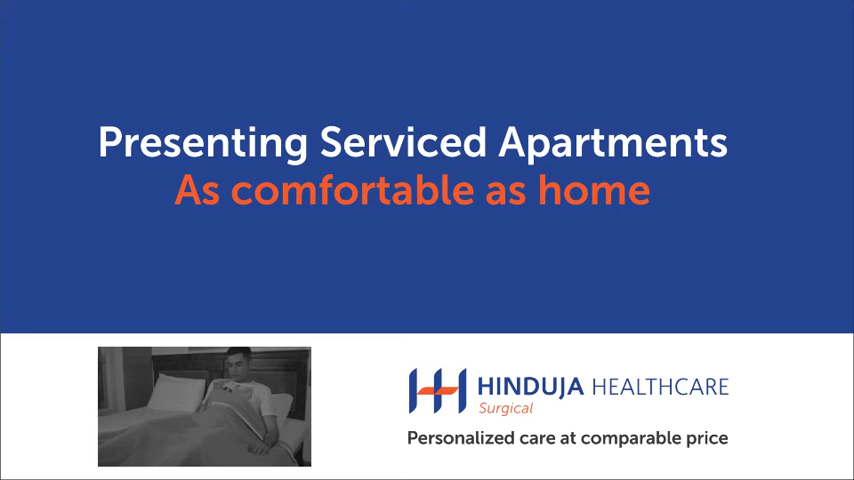 Presenting Serviced Apartments
As comfortable as home
HINDUJA HEALTHCARE
Surgical
Personalized care at comparable price